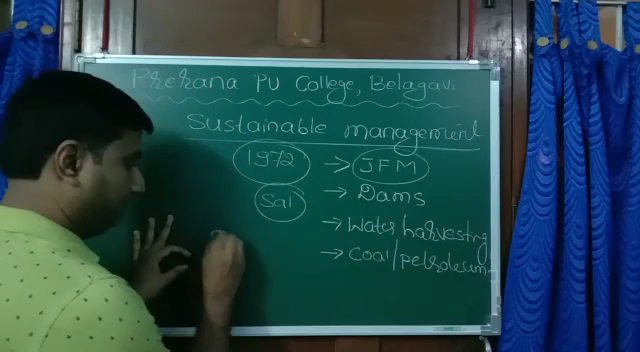 Prerana PU College, Belagavi
Sustainable management
1972 → JFM
Sal → Dams
→ Water harvesting
→ Coal/petroleum